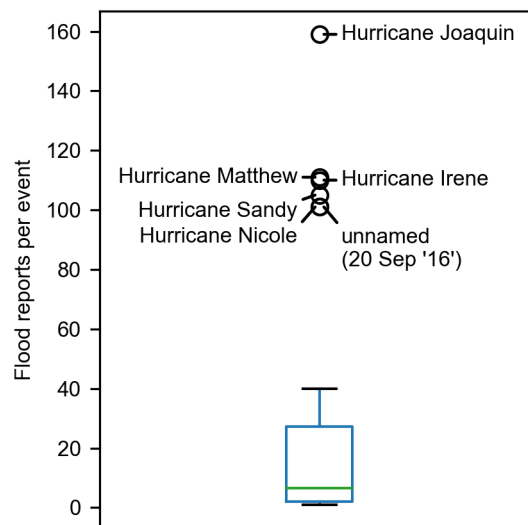 160
Hurricane Joaquin
140
120
Hurricane Matthew
Hurricane Irene
100
Hurricane Sandy
Hurricane Nicole
unnamed
(20 Sep '16')
80
60
40
20
0
Flood reports per event